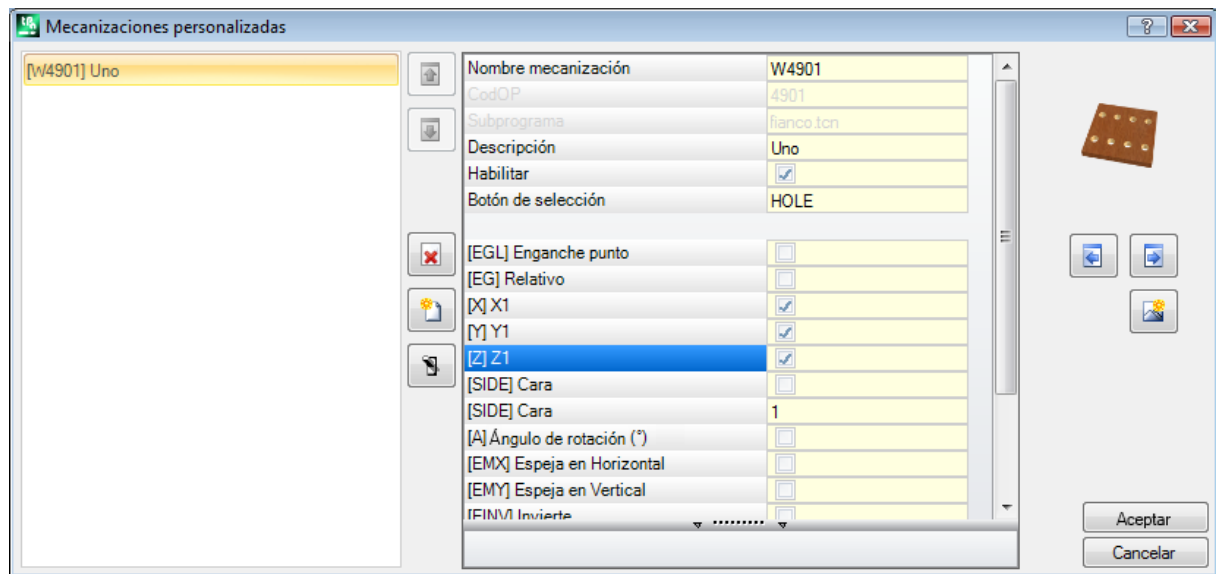 Mecanizaciones personalizadas
[W4901] Uno
Nombre mecanización W4901
CodOP 4901
Subprograma fianco.tcn
Descripción Uno
Habilitar
Botón de selección HOLE
[EGL] Enganche punto
[EG] Relativo
[X] X1
[Y] Y1
[Z] Z1
[SIDE] Cara
[SIDE] Cara 1
[A] Ángulo de rotación (°)
[EMX] Espeja en Horizontal
[EMY] Espeja en Vertical
[EINV] Invierte
Aceptar
Cancelar